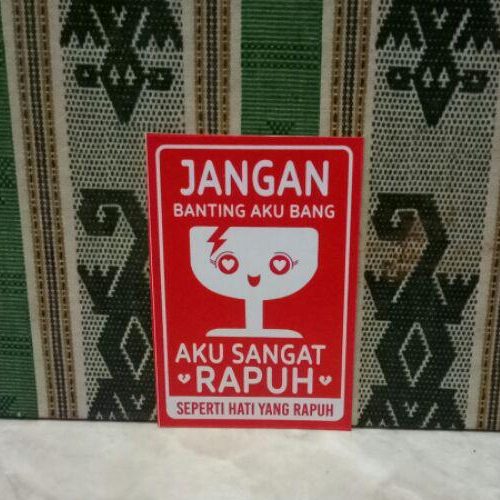 JANGAN
BANTING AKU BANG
AKU SANGAT
RAPUH
SEPERTI HATI YANG RAPUH